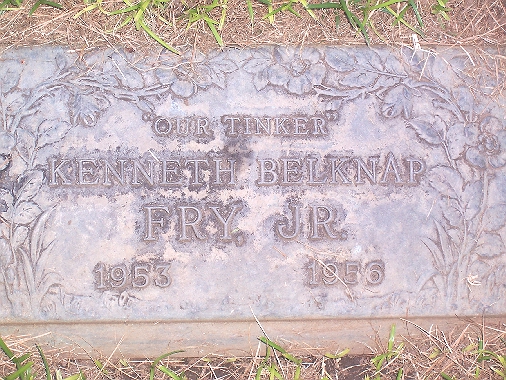 "OUR TINKER"
KENNETH BELKNAP
FRY, JR.
1953 1956